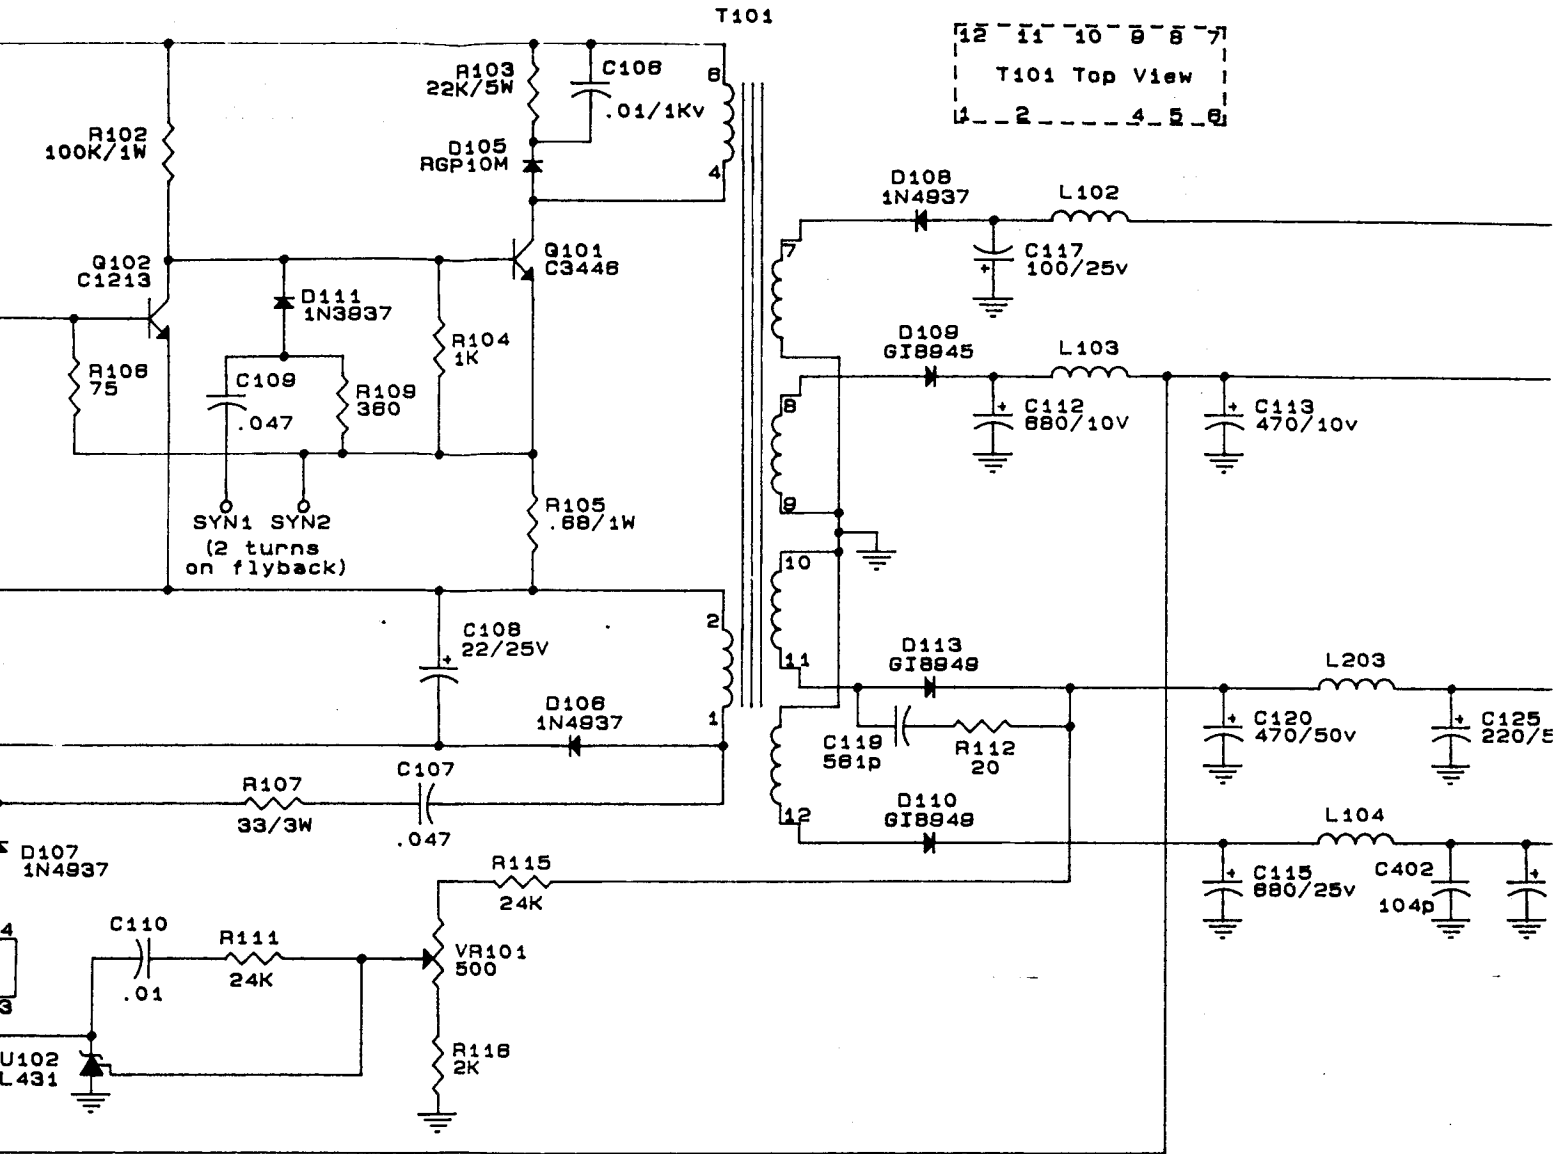 T101
12 11 10 9 8 7
T101 Top View
1 2 4 5 6
R103
22K/5W
C106
.01/1Kv
6
4
R102
100K/1W
D105
RGP10M
D108
1N4937
L102
7
C117
100/25v
Q102
C1213
Q101
C3446
D111
1N3937
R104
1K
D109
GI8945
L103
R106
75
C109
.047
R109
360
8
C112
680/10V
C113
470/10v
9
SYN1 SYN2
(2 turns
on flyback)
R105
.68/1W
10
C108
22/25V
2
11
D113
GI8949
L203
D106
1N4937
1
C119
561p
R112
20
C120
470/50v
C125
220/5
R107
33/3W
C107
.047
12
D110
GI8949
L104
D107
1N4937
R115
24K
C115
680/25v
C402
104p
4
C110
.01
R111
24K
VR101
500
3
U102
L431
R116
2K